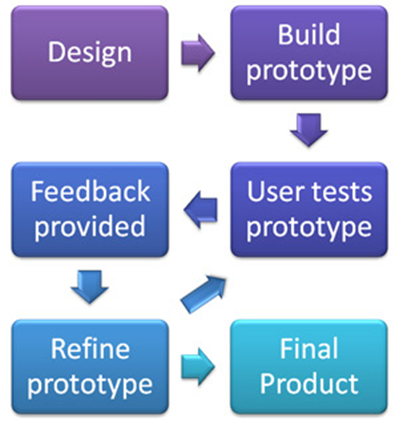 Design
Build
prototype
User tests
prototype
Feedback
provided
Refine
prototype
Final
Product